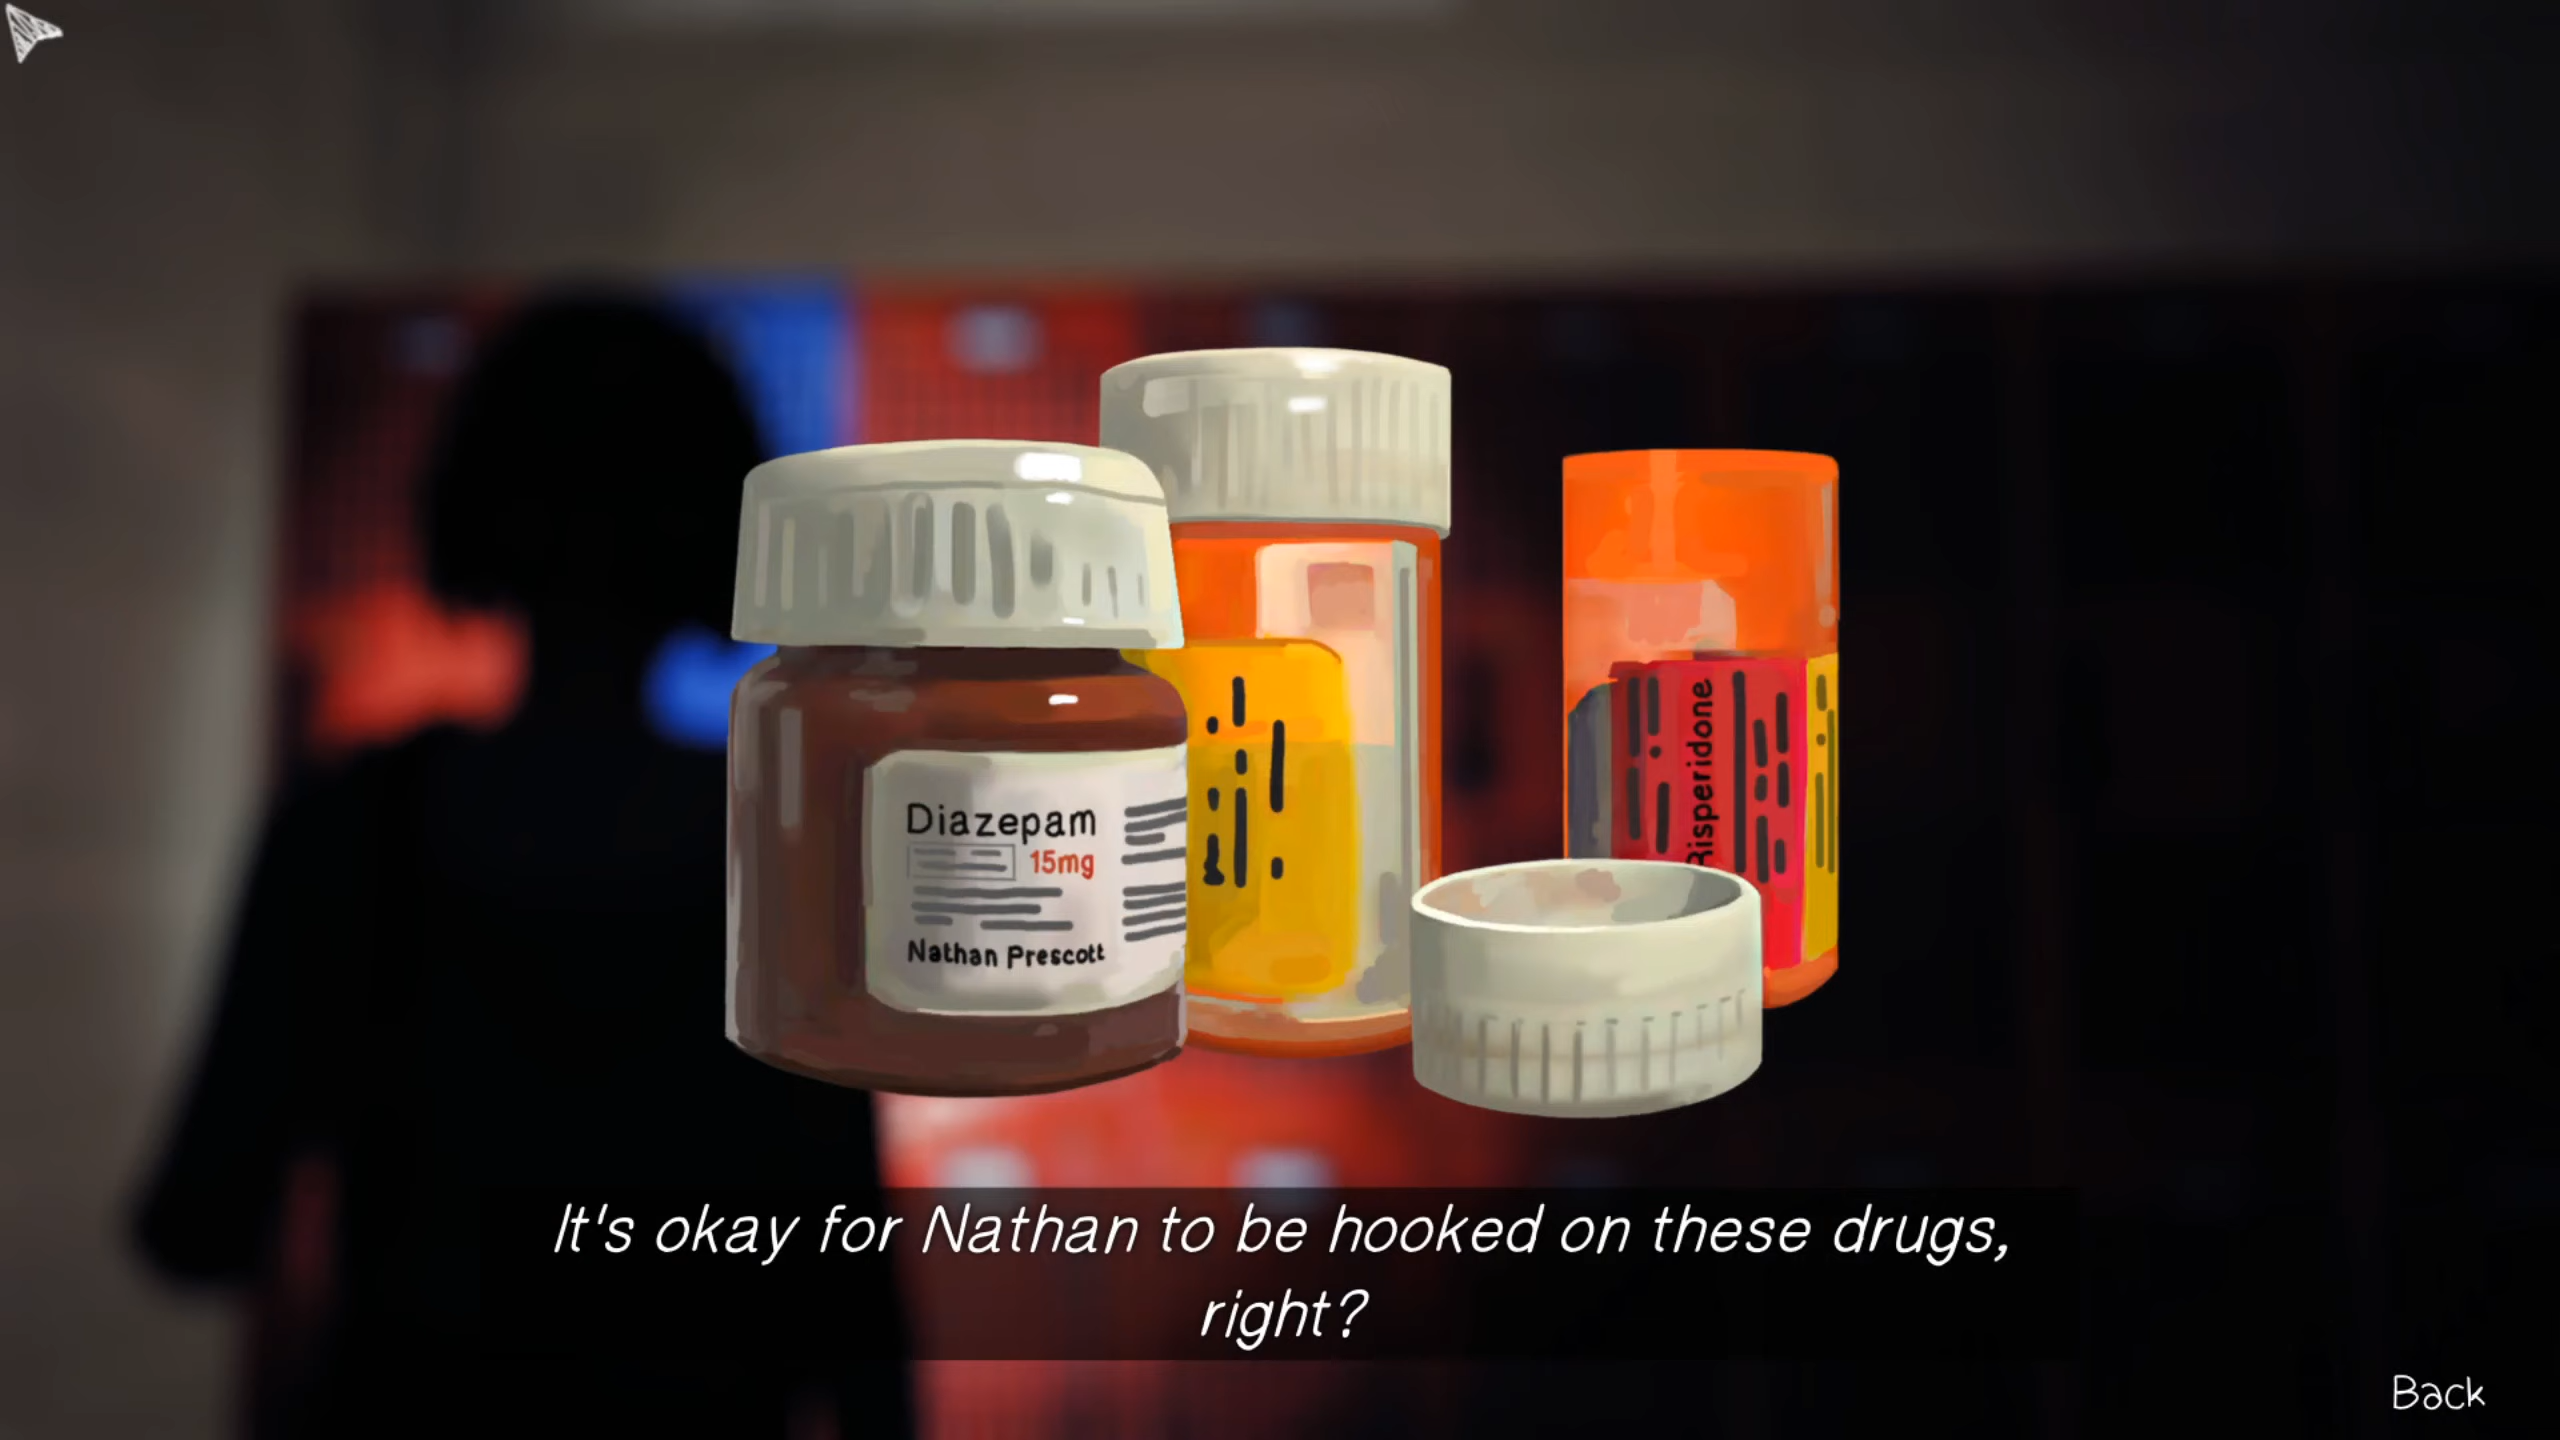 Diazepam
15mg
Nathan Prescott
Risperidone
It's okay for Nathan to be hooked on these drugs,
right?
Back